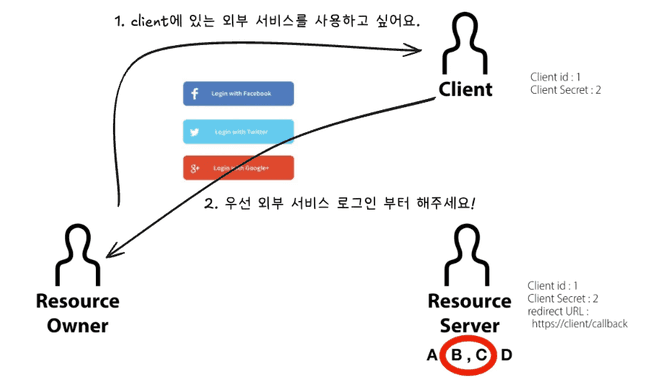 1. client에 있는 외부 서비스를 사용하고 싶어요.
Client
Client id : 1
Client Secret : 2
f Login with Facebook
Login with Twitter
g+ Login with Google+
2. 우선 외부 서비스 로그인 부터 해주세요!
Resource
Owner
Resource
Server
Client id : 1
Client Secret : 2
redirect URL :
https://client/callback
A B , C D